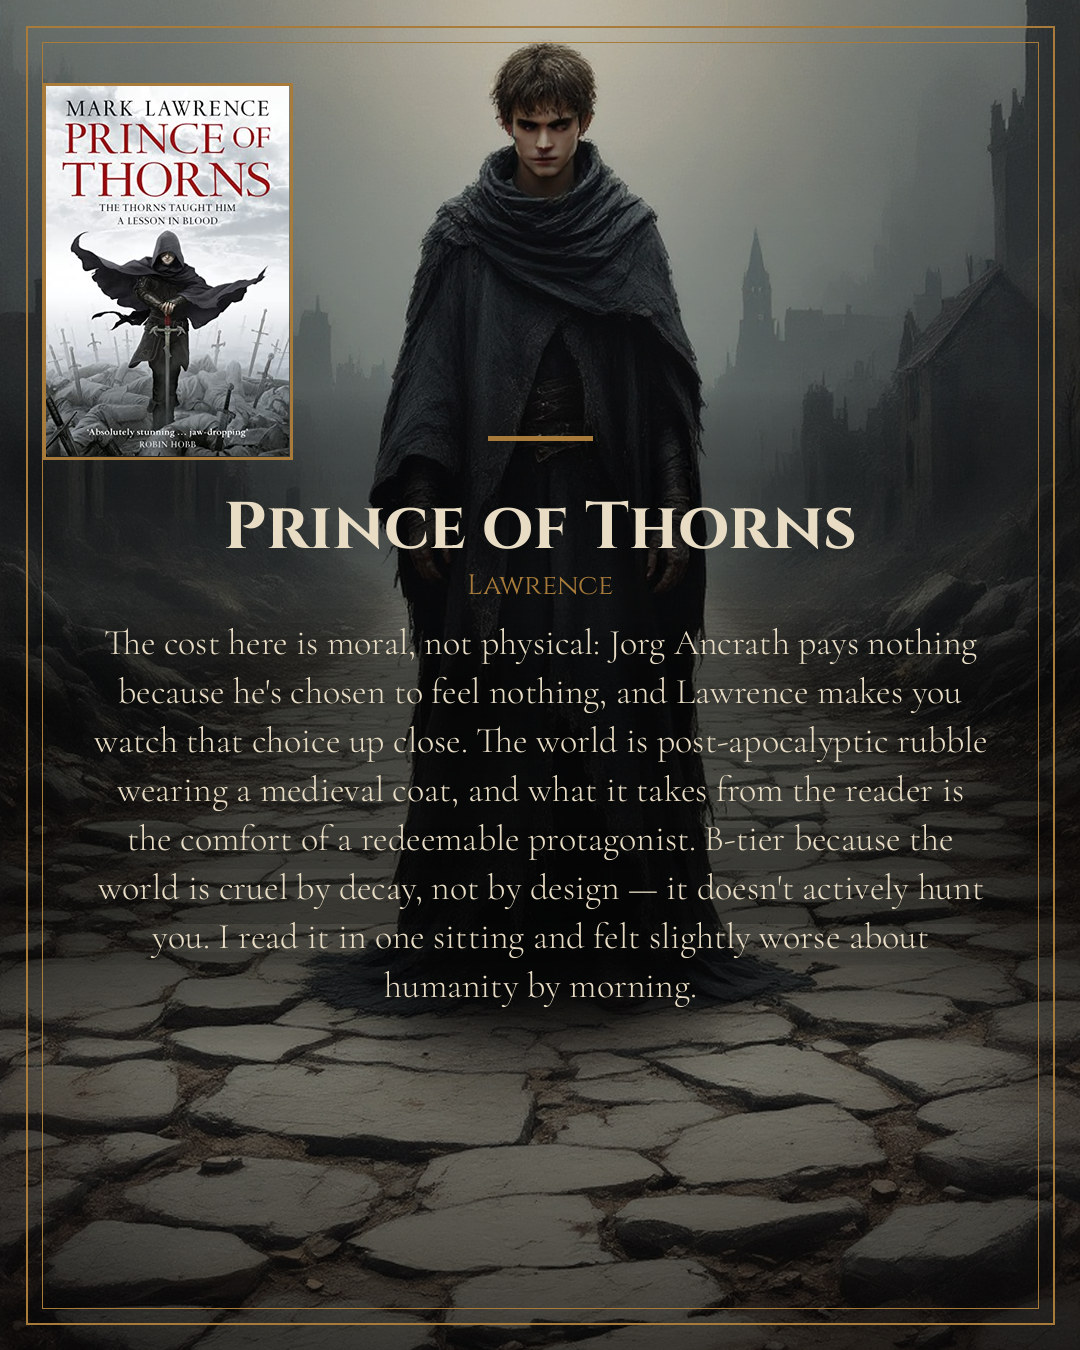 MARK LAWRENCE
PRINCE OF
THORNS
THE THORNS TAUGHT HIM
A LESSON IN BLOOD
'Absolutely stunning ... jaw-dropping'
ROBIN HOBB
Prince of Thorns
Lawrence
The cost here is moral, not physical: Jorg Ancrath pays nothing
because he's chosen to feel nothing, and Lawrence makes you
watch that choice up close. The world is post-apocalyptic rubble
wearing a medieval coat, and what it takes from the reader is
the comfort of a redeemable protagonist. B-tier because the
world is cruel by decay, not by design — it doesn't actively hunt
you. I read it in one sitting and felt slightly worse about
humanity by morning.